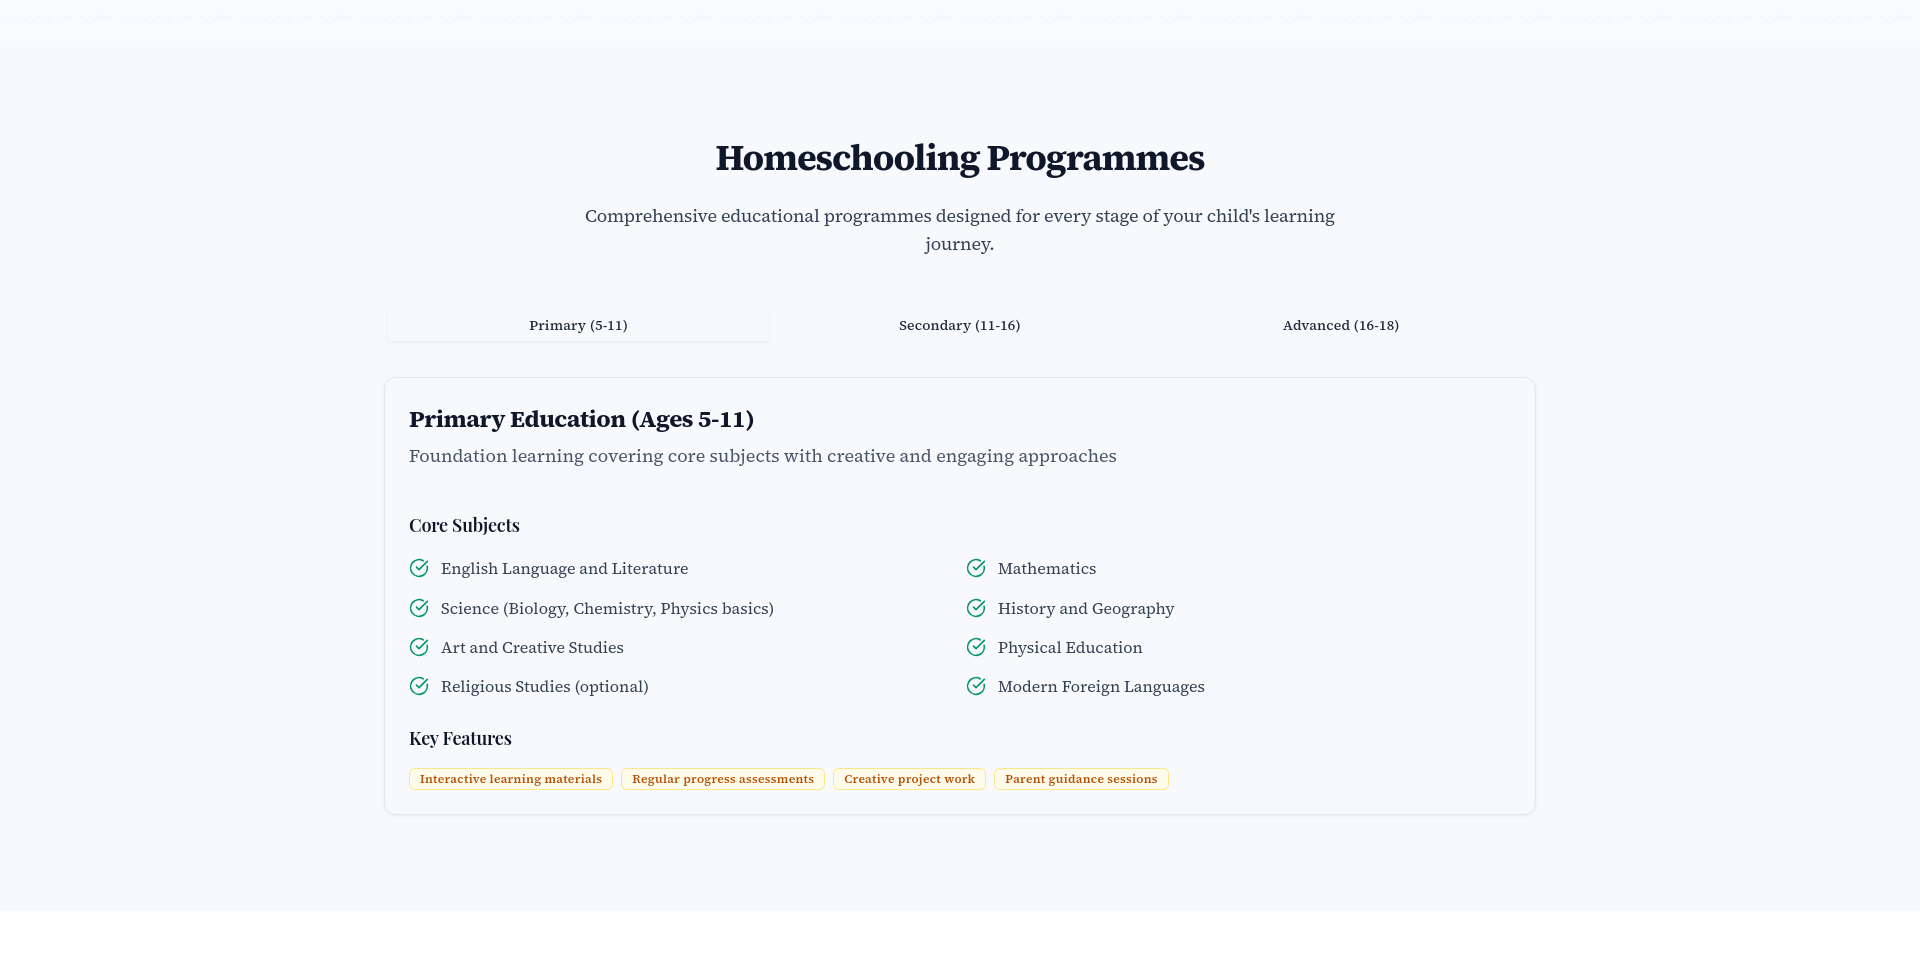 Homeschooling Programmes
Comprehensive educational programmes designed for every stage of your child's learning
journey.
Primary (5-11)
Secondary (11-16)
Advanced (16-18)
Primary Education (Ages 5-11)
Foundation learning covering core subjects with creative and engaging approaches
Core Subjects
English Language and Literature
Mathematics
Science (Biology, Chemistry, Physics basics)
History and Geography
Art and Creative Studies
Physical Education
Religious Studies (optional)
Modern Foreign Languages
Key Features
Interactive learning materials
Regular progress assessments
Creative project work
Parent guidance sessions